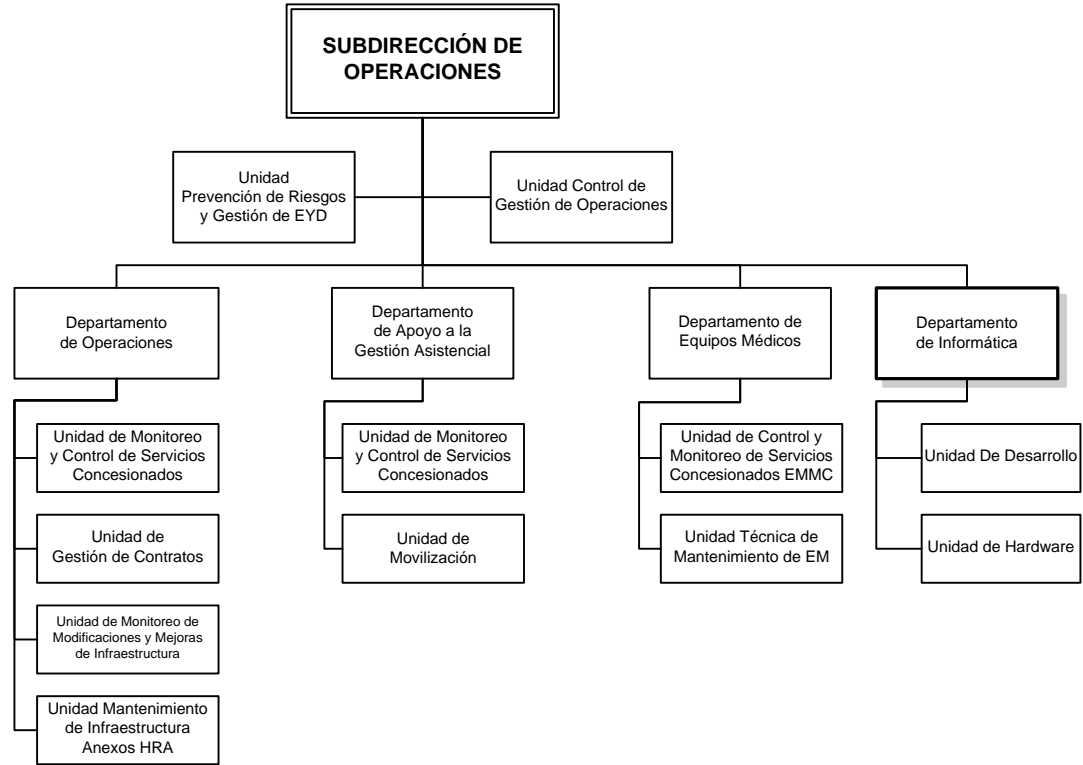 SUBDIRECCIÓN DE
OPERACIONES
Unidad
Prevención de Riesgos
y Gestión de EYD
Unidad Control de
Gestión de Operaciones
Departamento
de Operaciones
Departamento
de Apoyo a la
Gestión Asistencial
Departamento de
Equipos Médicos
Departamento
de Informática
Unidad de Monitoreo
y Control de Servicios
Concesionados
Unidad de
Gestión de Contratos
Unidad de Monitoreo de
Modificaciones y Mejoras
de Infraestructura
Unidad Mantenimiento
de Infraestructura
Anexos HRA
Unidad de Monitoreo
y Control de Servicios
Concesionados
Unidad de
Movilización
Unidad de Control y
Monitoreo de Servicios
Concesionados EMMC
Unidad Técnica de
Mantenimiento de EM
Unidad De Desarrollo
Unidad de Hardware